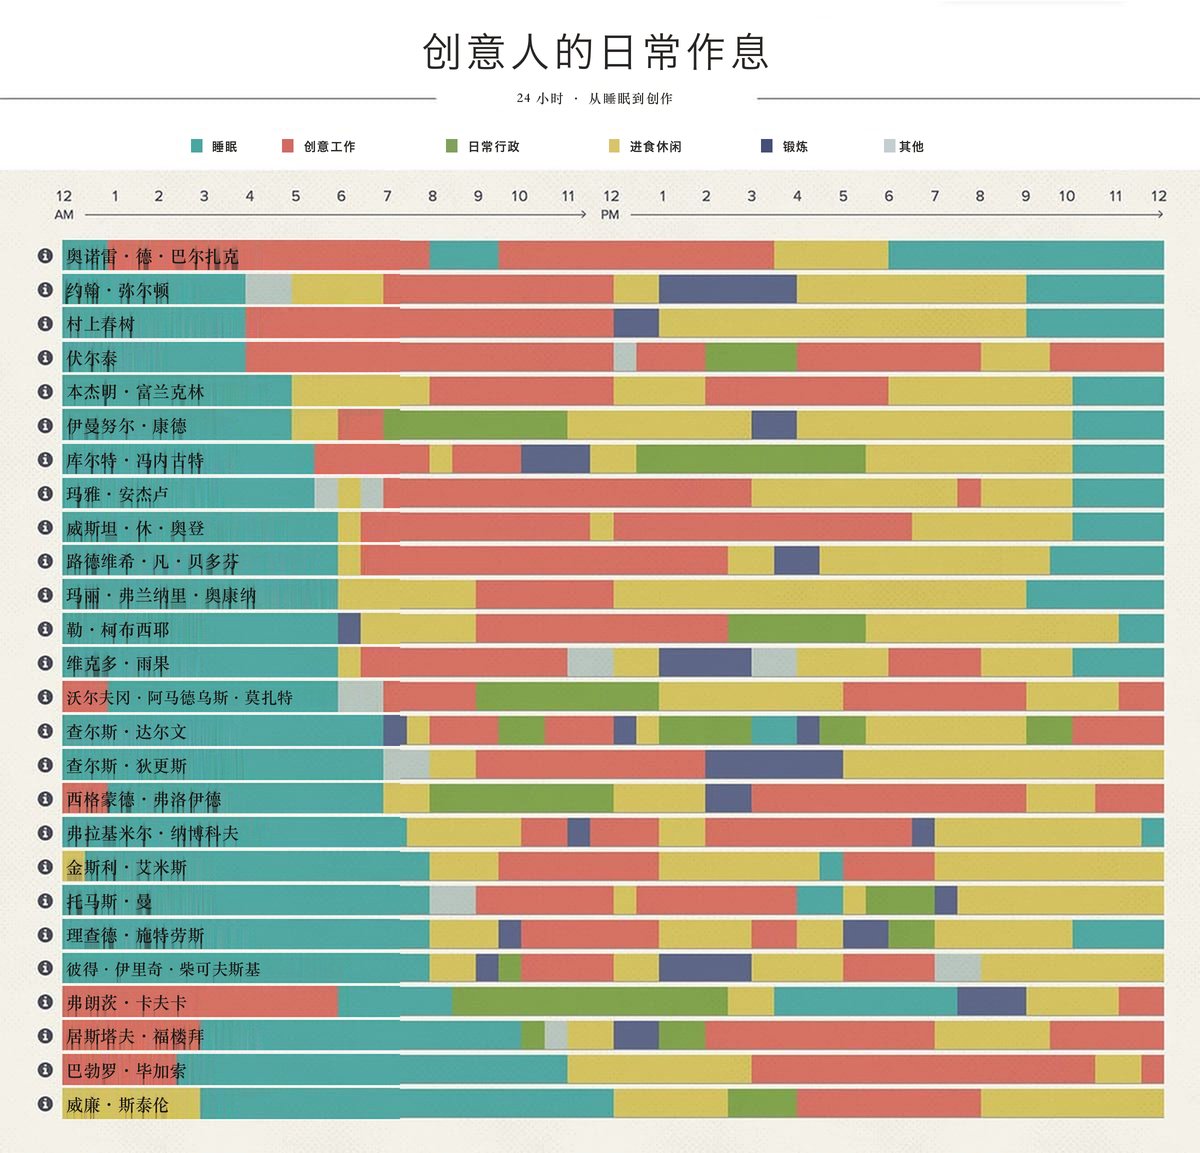 创意人的日常作息
24 小时 · 从睡眠到创作
睡眠 创意工作 日常行政 进食休闲 锻炼 其他
12 1 2 3 4 5 6 7 8 9 10 11 12 1 2 3 4 5 6 7 8 9 10 11 12
AM PM
奥诺雷·德·巴尔扎克
约翰·弥尔顿
村上春树
伏尔泰
本杰明·富兰克林
伊曼努尔·康德
库尔特·冯内古特
玛雅·安杰卢
威斯坦·休·奥登
路德维希·凡·贝多芬
玛丽·弗兰纳里·奥康纳
勒·柯布西耶
维克多·雨果
沃尔夫冈·阿马德乌斯·莫扎特
查尔斯·达尔文
查尔斯·狄更斯
西格蒙德·弗洛伊德
弗拉基米尔·纳博科夫
金斯利·艾米斯
托马斯·曼
理查德·施特劳斯
彼得·伊里奇·柴可夫斯基
弗朗茨·卡夫卡
居斯塔夫·福楼拜
巴勃罗·毕加索
威廉·斯泰伦